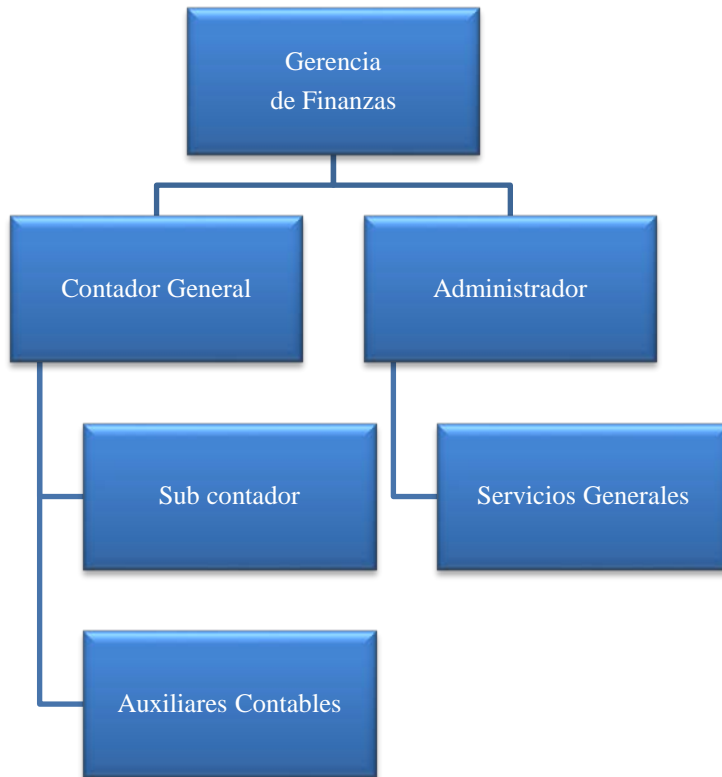 Gerencia
de Finanzas
Contador General
Administrador
Sub contador
Servicios Generales
Auxiliares Contables